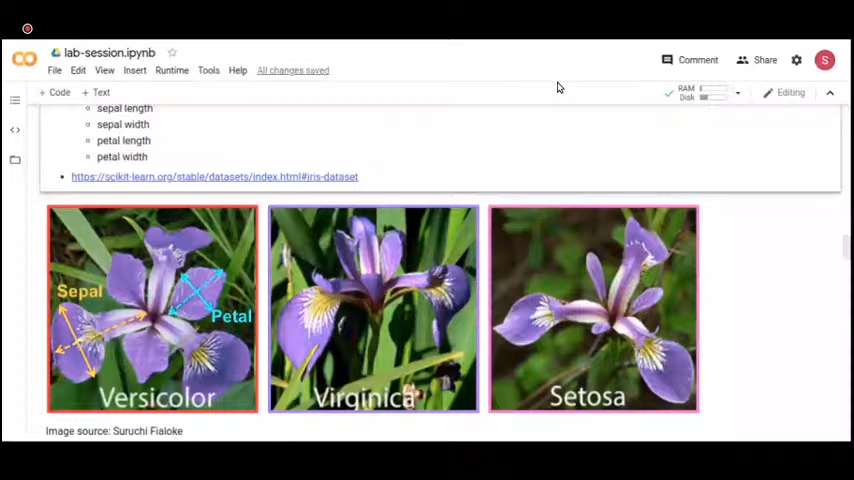 lab-session.ipynb
Comment
Share
S
File Edit View Insert Runtime Tools Help All changes saved
+ Code + Text
RAM
Disk
Editing
sepal length
sepal width
petal length
petal width
https://scikit-learn.org/stable/datasets/index.html#iris-dataset
Sepal
Petal
Versicolor
Virginica
Setosa
Image source: Suruchi Fialoke